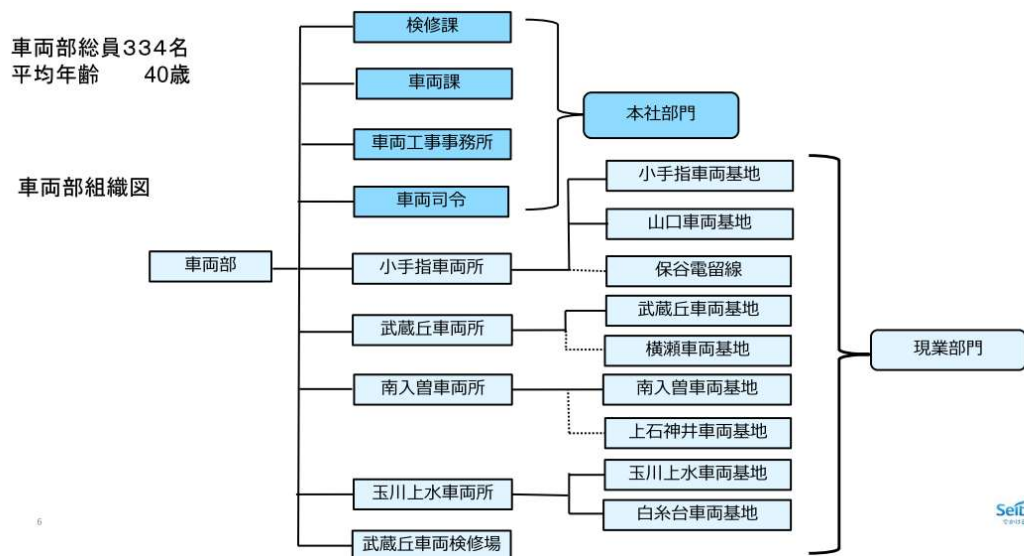 車両部総員334名
平均年齢　　40歳
車両部組織図
車両部
検修課
車両課
車両工事事務所
車両司令
本社部門
小手指車両所
武蔵丘車両所
南入曽車両所
玉川上水車両所
武蔵丘車両検修場
小手指車両基地
山口車両基地
保谷電留線
武蔵丘車両基地
横瀬車両基地
南入曽車両基地
上石神井車両基地
玉川上水車両基地
白糸台車両基地
現業部門
6